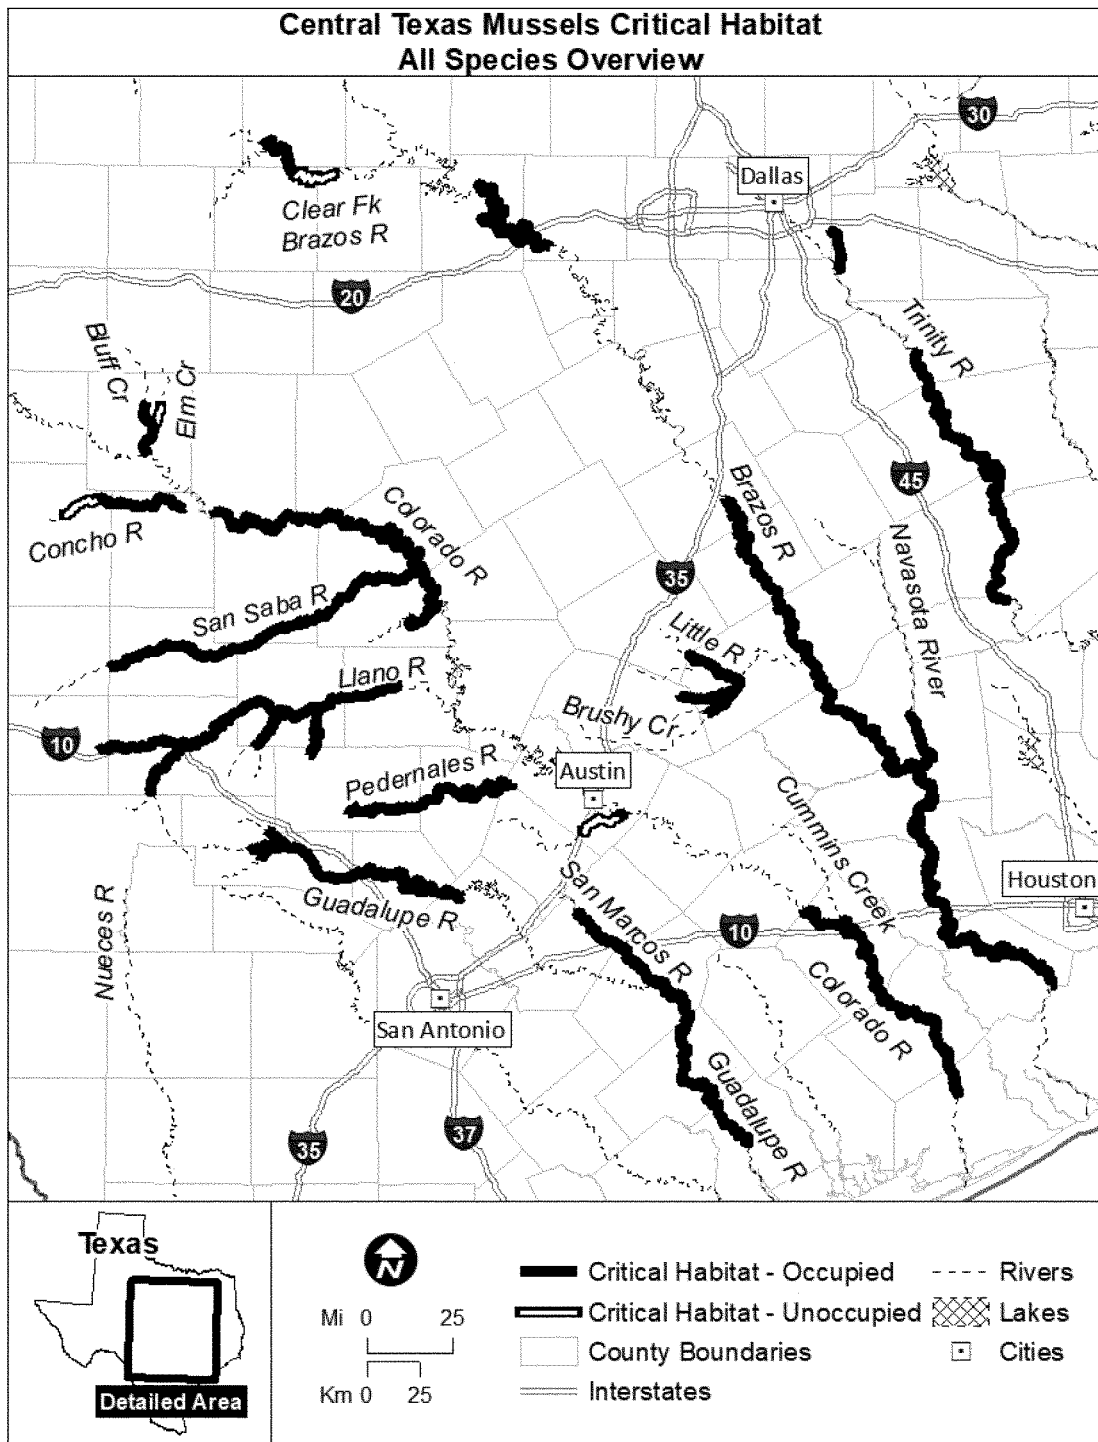 Central Texas Mussels Critical Habitat
All Species Overview
30
Dallas
Clear Fk
Brazos R
20
Trinity R
Bluff Cr
Elm Cr
45
Brazos R
Colorado R
Concho R
Navasota River
35
San Saba R
Little R
Llano R
Brushy Cr
10
Austin
Pedernales R
Cummins Creek
Houston
San Marcos R
Guadalupe R
Nueces R
10
Colorado R
San Antonio
Guadalupe R
35
37
Texas
Detailed Area
N
Mi 0 25
Km 0 25
Critical Habitat - Occupied
Critical Habitat - Unoccupied
County Boundaries
Interstates
Rivers
Lakes
Cities